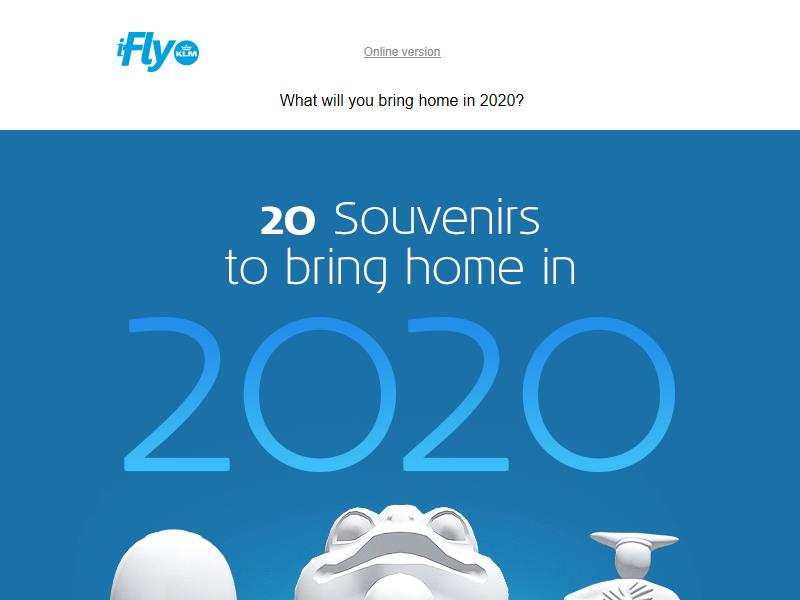 iFly KLM
Online version
What will you bring home in 2020?
20 Souvenirs
to bring home in
2020